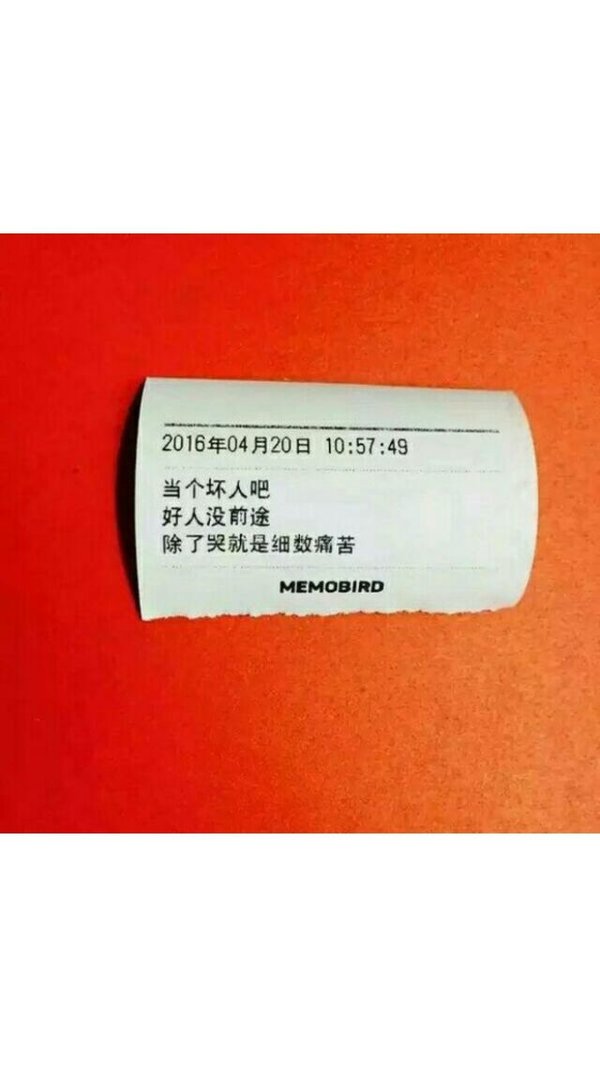 2016年04月20日 10:57:49
当个坏人吧
好人没前途
除了哭就是细数痛苦
MEMOBIRD